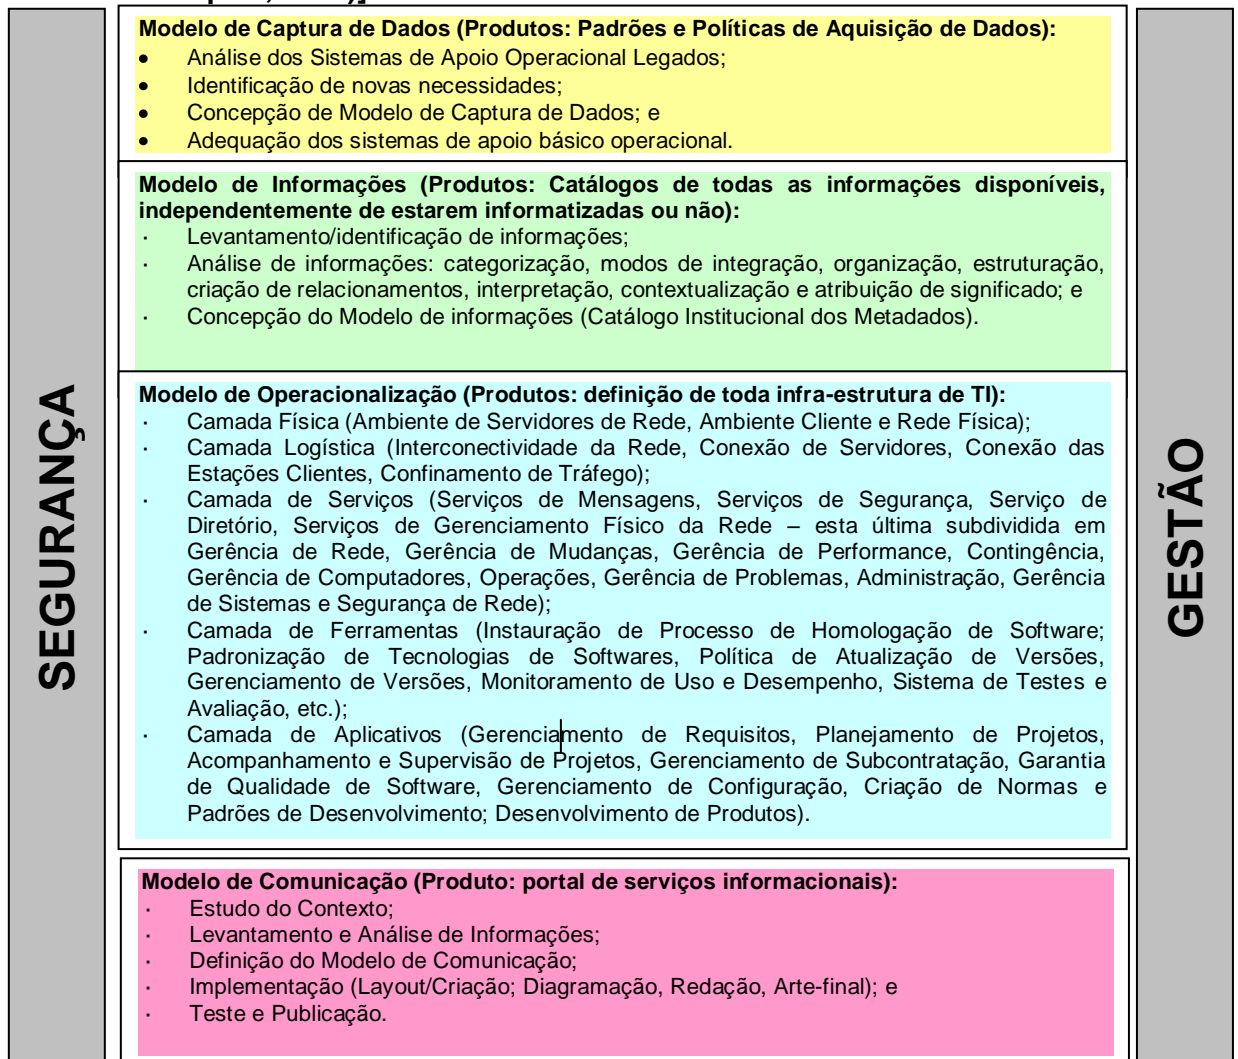 Modelo de Captura de Dados (Produtos: Padrões e Políticas de Aquisição de Dados):
• Análise dos Sistemas de Apoio Operacional Legados;
• Identificação de novas necessidades;
• Concepção de Modelo de Captura de Dados; e
• Adequação dos sistemas de apoio básico operacional.
Modelo de Informações (Produtos: Catálogos de todas as informações disponíveis,
independentemente de estarem informatizadas ou não):
· Levantamento/identificação de informações;
· Análise de informações: categorização, modos de integração, organização, estruturação,
criação de relacionamentos, interpretação, contextualização e atribuição de significado; e
· Concepção do Modelo de informações (Catálogo Institucional dos Metadados).
Modelo de Operacionalização (Produtos: definição de toda infra-estrutura de TI):
· Camada Física (Ambiente de Servidores de Rede, Ambiente Cliente e Rede Física);
· Camada Logística (Interconectividade da Rede, Conexão de Servidores, Conexão das
Estações Clientes, Confinamento de Tráfego);
· Camada de Serviços (Serviços de Mensagens, Serviços de Segurança, Serviço de
Diretório, Serviços de Gerenciamento Físico da Rede – esta última subdividida em
Gerência de Rede, Gerência de Mudanças, Gerência de Performance, Contingência,
Gerência de Computadores, Operações, Gerência de Problemas, Administração, Gerência
de Sistemas e Segurança de Rede);
· Camada de Ferramentas (Instauração de Processo de Homologação de Software;
Padronização de Tecnologias de Softwares, Política de Atualização de Versões,
Gerenciamento de Versões, Monitoramento de Uso e Desempenho, Sistema de Testes e
Avaliação, etc.);
· Camada de Aplicativos (Gerenciamento de Requisitos, Planejamento de Projetos,
Acompanhamento e Supervisão de Projetos, Gerenciamento de Subcontratação, Garantia
de Qualidade de Software, Gerenciamento de Configuração, Criação de Normas e
Padrões de Desenvolvimento; Desenvolvimento de Produtos).
Modelo de Comunicação (Produto: portal de serviços informacionais):
· Estudo do Contexto;
· Levantamento e Análise de Informações;
· Definição do Modelo de Comunicação;
· Implementação (Layout/Criação; Diagramação, Redação, Arte-final); e
· Teste e Publicação.
SEGURANÇA
GESTÃO